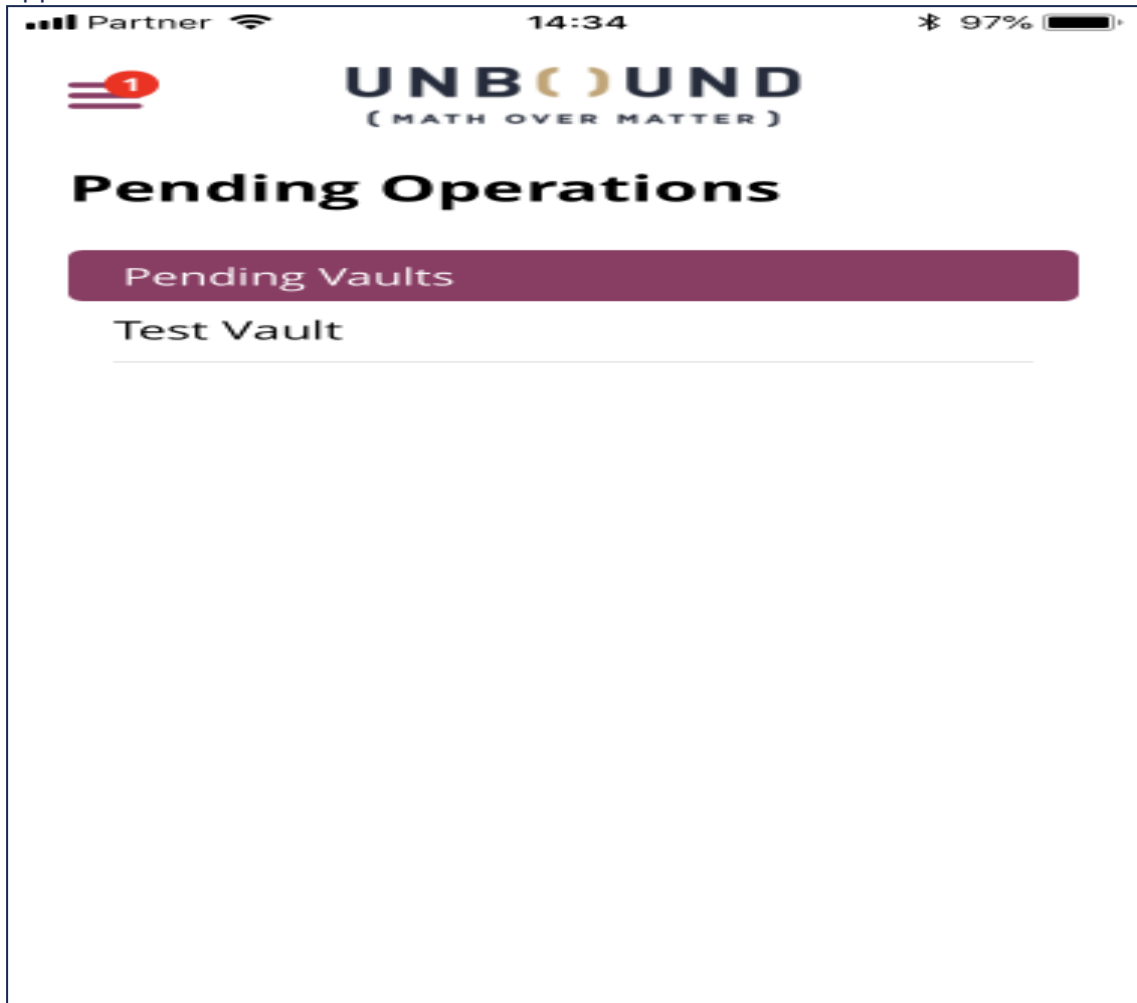 Partner 14:34 97%
1
UNB()UND
(MATH OVER MATTER)
Pending Operations
Pending Vaults
Test Vault